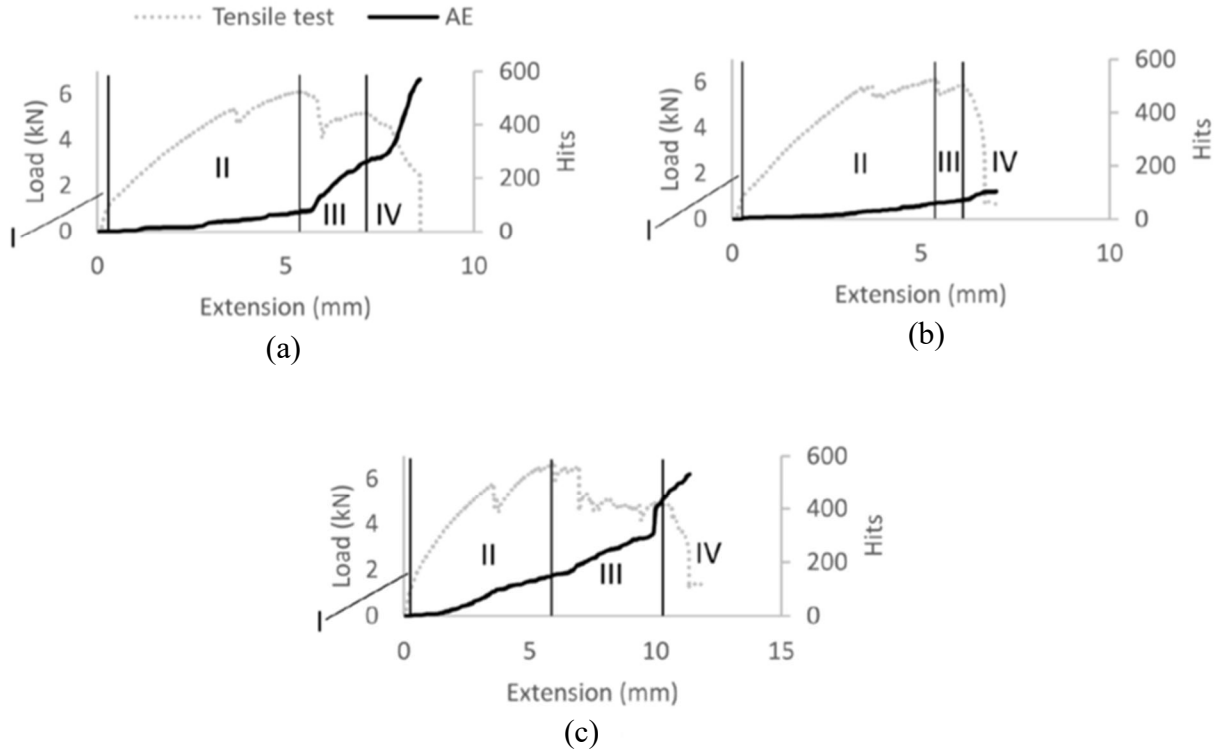 Tensile test AE
Load (kN)
6
4
2
0
I
II
III
IV
600
400
200
0
Hits
0 5 10
Extension (mm)
(a)
Load (kN)
6
4
2
0
I
II
III
IV
600
400
200
0
Hits
0 5 10
Extension (mm)
(b)
Load (kN)
6
4
2
0
I
II
III
IV
600
400
200
0
Hits
0 5 10 15
Extension (mm)
(c)